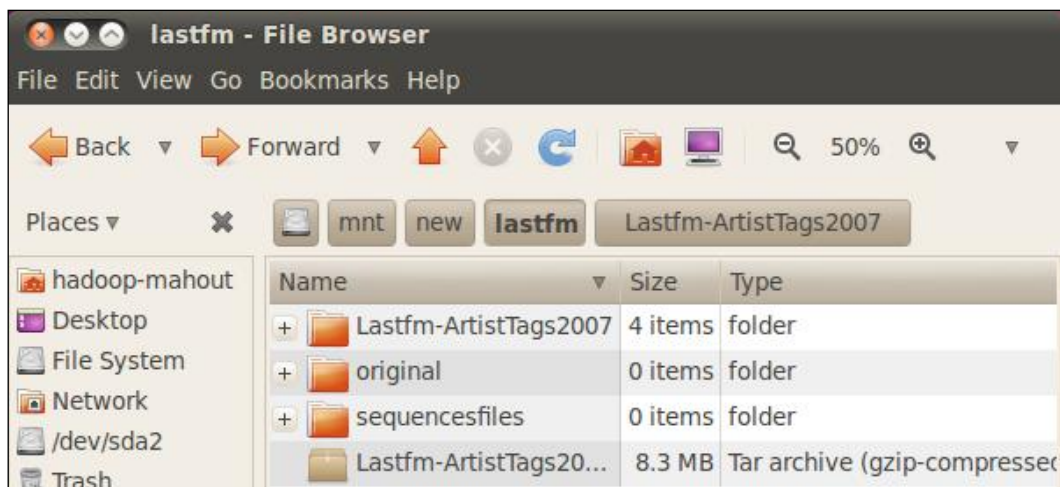 lastfm - File Browser
File Edit View Go Bookmarks Help
Back Forward 50%
Places mnt new lastfm Lastfm-ArtistTags2007
hadoop-mahout
Desktop
File System
Network
/dev/sda2
Trash
Name Size Type
Lastfm-ArtistTags2007 4 items folder
original 0 items folder
sequencesfiles 0 items folder
Lastfm-ArtistTags20... 8.3 MB Tar archive (gzip-compressed